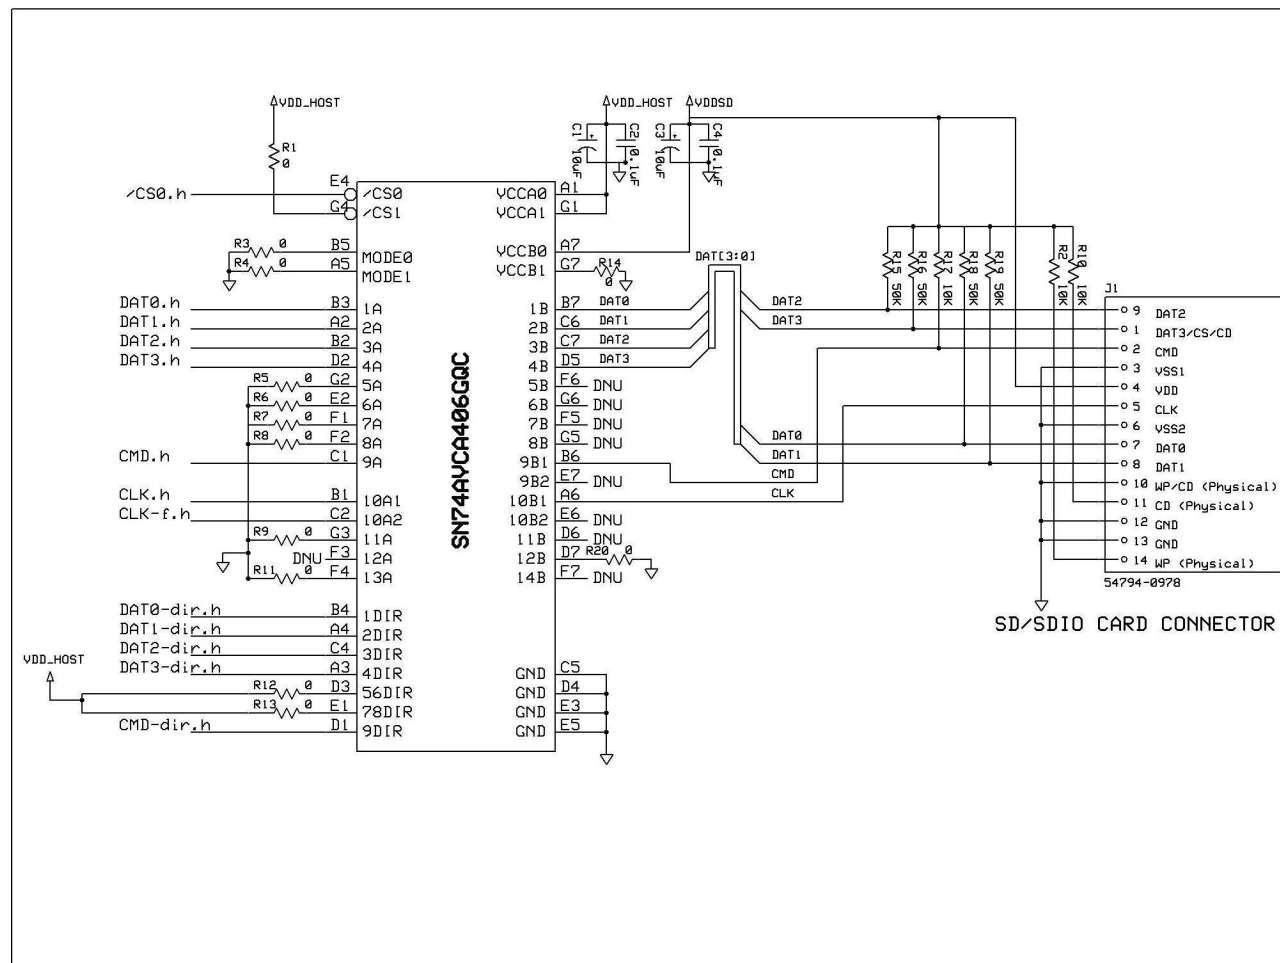 VDD_HOST
VDD_HOST
VDDSD
R1
0
C1
10uF
C2
0.1uF
C3
10uF
C4
0.1uF
/CS0.h
E4
/CS0
G4
/CS1
VCCA0
A1
VCCA1
G1
R3 0
B5
MODE0
R4 0
A5
MODE1
VCCB0
A7
VCCB1
G7
R14
0
DAT[3:0]
R15 50K
R16 50K
R17 10K
R18 50K
R19 50K
R2 10K
R10 10K
DAT0.h
B3
1A
DAT1.h
A2
2A
DAT2.h
B2
3A
DAT3.h
D2
4A
R5 0
G2
5A
R6 0
E2
6A
R7 0
F1
7A
R8 0
F2
8A
CMD.h
C1
9A
CLK.h
B1
10A1
CLK-f.h
C2
10A2
R9 0
G3
11A
DNU
F3
12A
R11 0
F4
13A
DAT0-dir.h
B4
1DIR
DAT1-dir.h
A4
2DIR
DAT2-dir.h
C4
3DIR
DAT3-dir.h
A3
4DIR
VDD_HOST
R12 0
D3
56DIR
R13 0
E1
78DIR
CMD-dir.h
D1
9DIR
SN74AVCA406GQC
1B
B7
DAT0
2B
C6
DAT1
3B
C7
DAT2
4B
D5
DAT3
5B
F6
DNU
6B
G6
DNU
7B
F5
DNU
8B
G5
DNU
9B1
B6
CMD
9B2
E7
DNU
10B1
A6
CLK
10B2
E6
DNU
11B
D6
DNU
12B
D7
R20 0
14B
F7
DNU
GND
C5
GND
D4
GND
E3
GND
E5
DAT2
DAT3
DAT0
DAT1
J1
9 DAT2
1 DAT3/CS/CD
2 CMD
3 VSS1
4 VDD
5 CLK
6 VSS2
7 DAT0
8 DAT1
10 WP/CD (Physical)
11 CD (Physical)
12 GND
13 GND
14 WP (Physical)
54794-0978
SD/SDIO CARD CONNECTOR